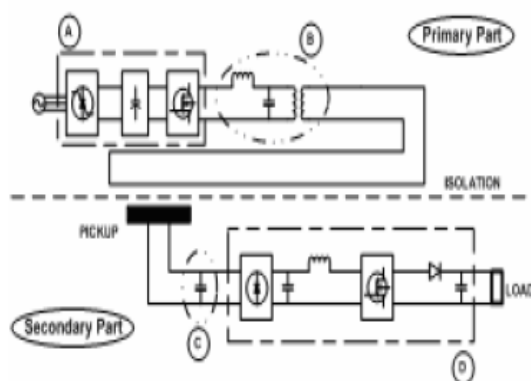 A
B
Primary Part
ISOLATION
PICKUP
LOAD
Secondary Part
C
D